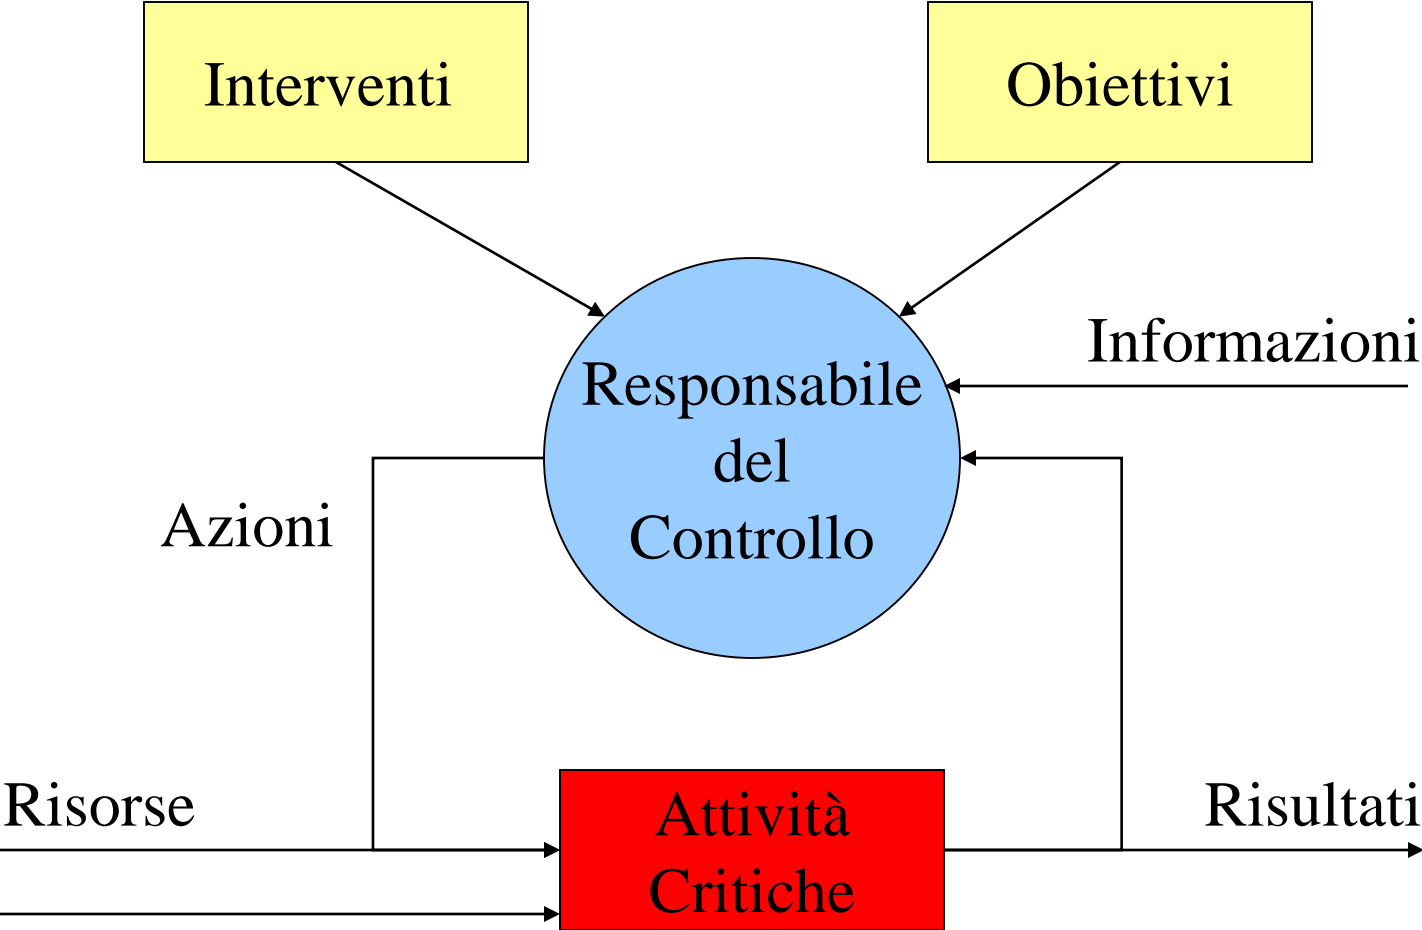 Interventi
Obiettivi
Informazioni
Responsabile
del
Controllo
Azioni
Risorse
Attività
Critiche
Risultati